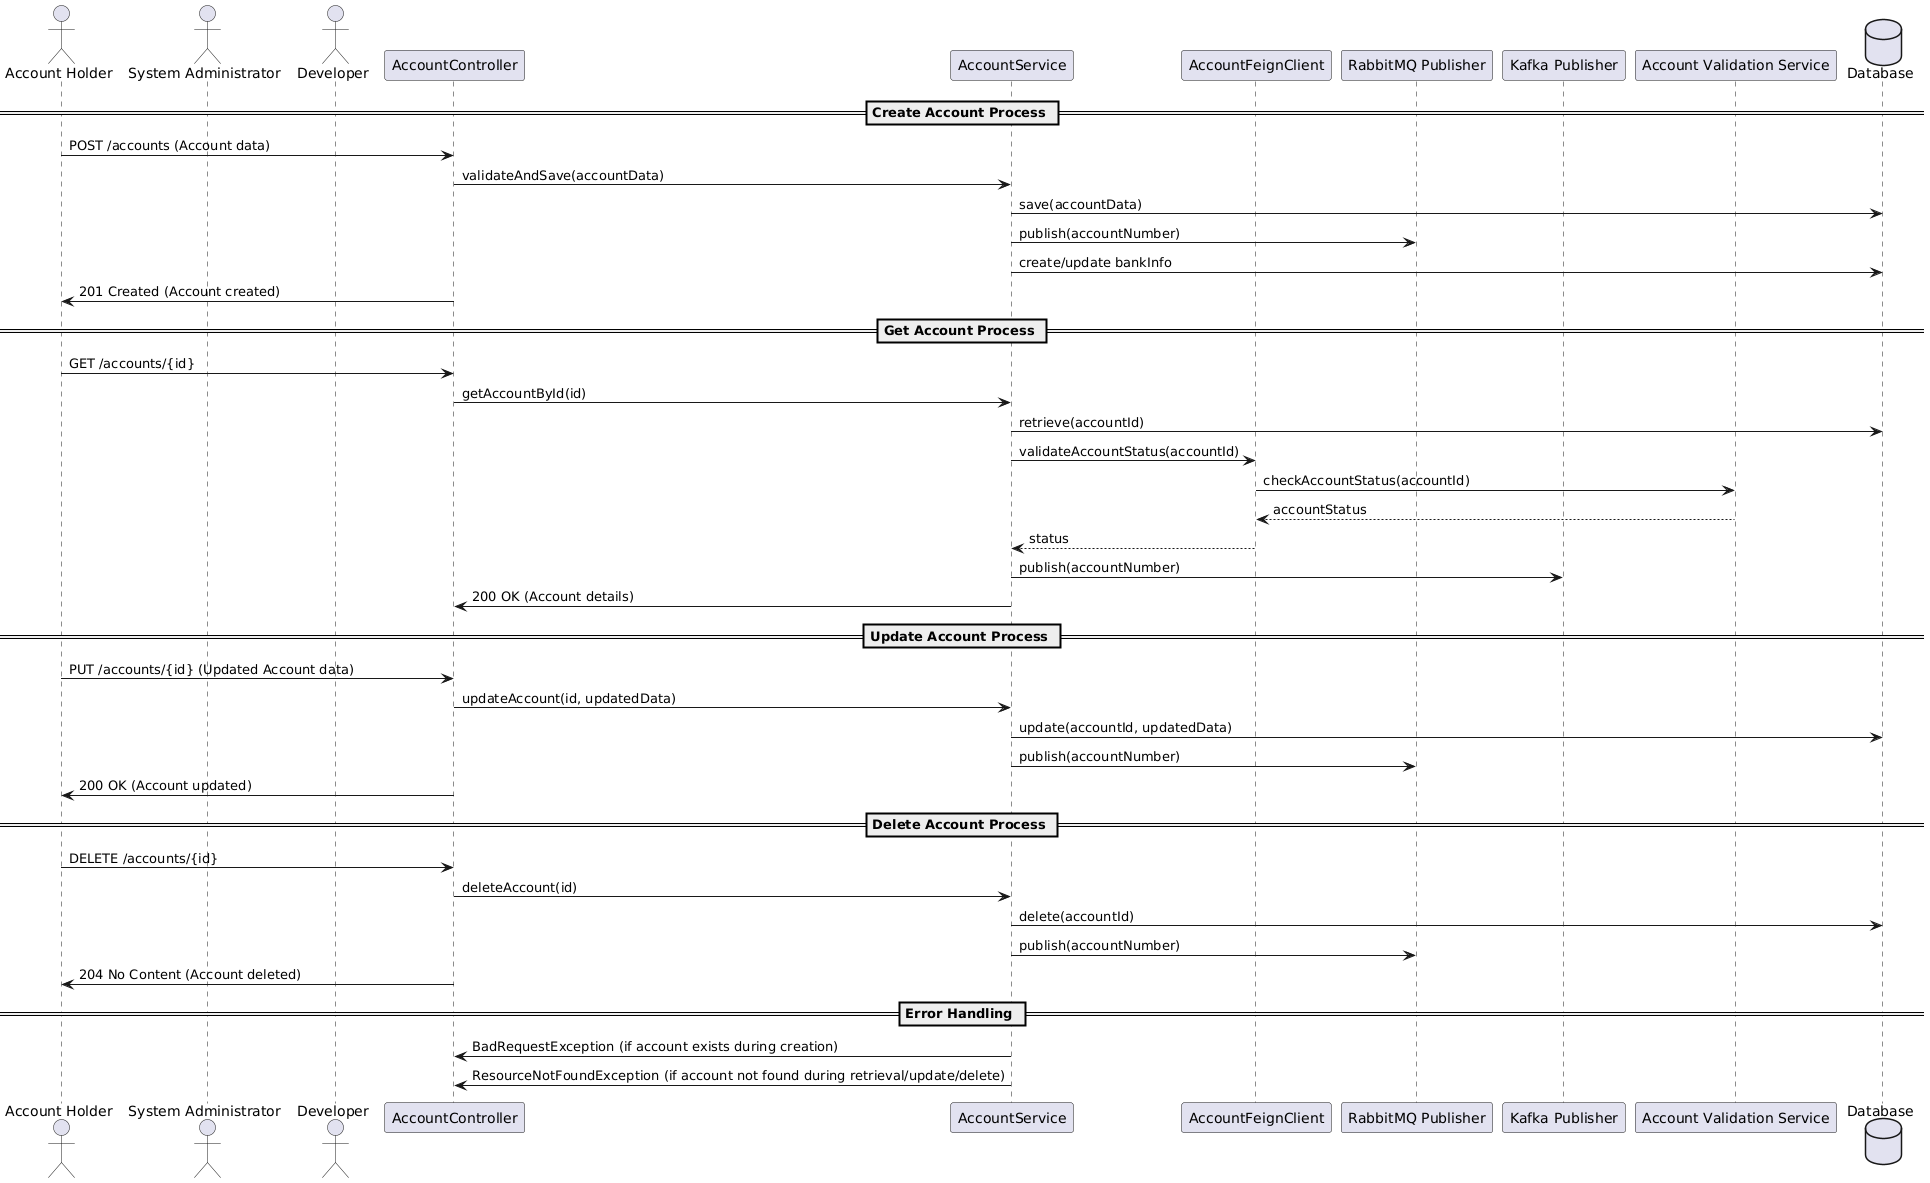 Account Holder
System Administrator
Developer
AccountController
AccountService
AccountFeignClient
RabbitMQ Publisher
Kafka Publisher
Account Validation Service
Database
Create Account Process
POST /accounts (Account data)
validateAndSave(accountData)
save(accountData)
publish(accountNumber)
create/update bankInfo
201 Created (Account created)
Get Account Process
GET /accounts/{id}
getAccountById(id)
retrieve(accountId)
validateAccountStatus(accountId)
checkAccountStatus(accountId)
accountStatus
status
publish(accountNumber)
200 OK (Account details)
Update Account Process
PUT /accounts/{id} (Updated Account data)
updateAccount(id, updatedData)
update(accountId, updatedData)
publish(accountNumber)
200 OK (Account updated)
Delete Account Process
DELETE /accounts/{id}
deleteAccount(id)
delete(accountId)
publish(accountNumber)
204 No Content (Account deleted)
Error Handling
BadRequestException (if account exists during creation)
ResourceNotFoundException (if account not found during retrieval/update/delete)
Account Holder
System Administrator
Developer
AccountController
AccountService
AccountFeignClient
RabbitMQ Publisher
Kafka Publisher
Account Validation Service
Database